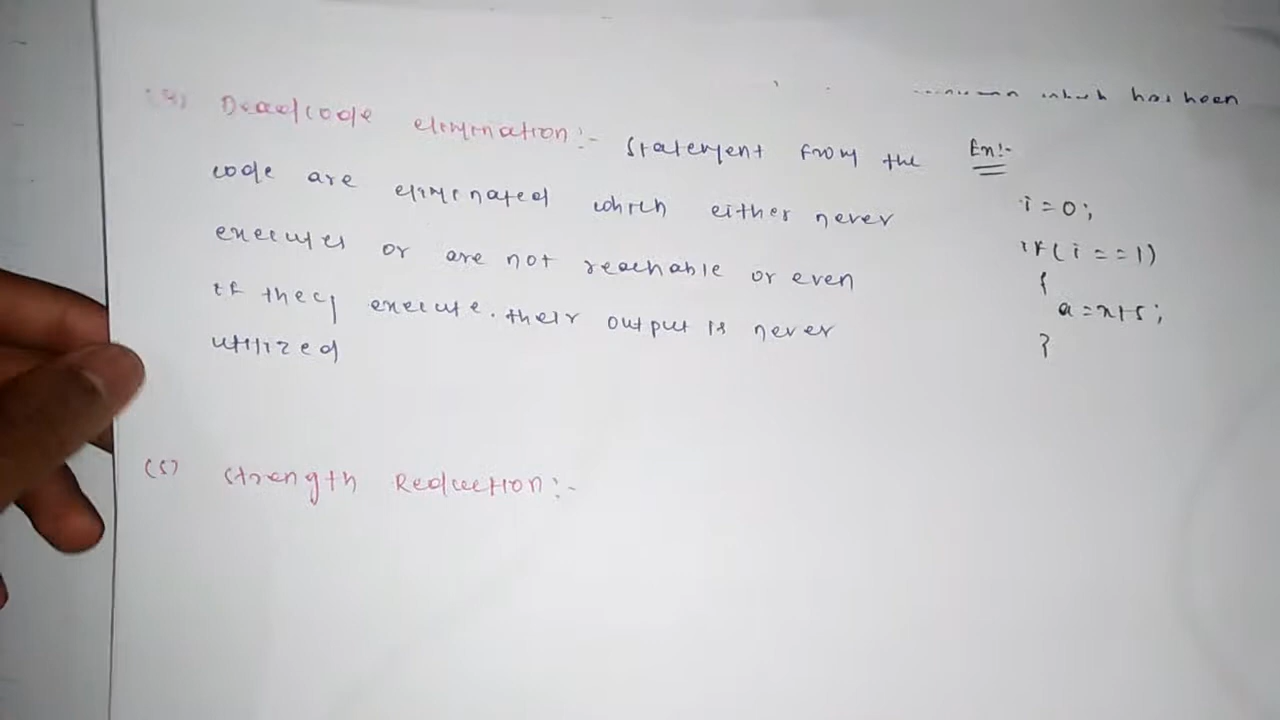 which has been
(4) Deadcode elimination:- Statement from the
code are eliminated which either never
executes or are not reachable or even
if they execute. their output is never
utilized
Ex:-
i = 0;
if(i == 1)
{
a = x+5;
}
(5) Strength Reduction:-